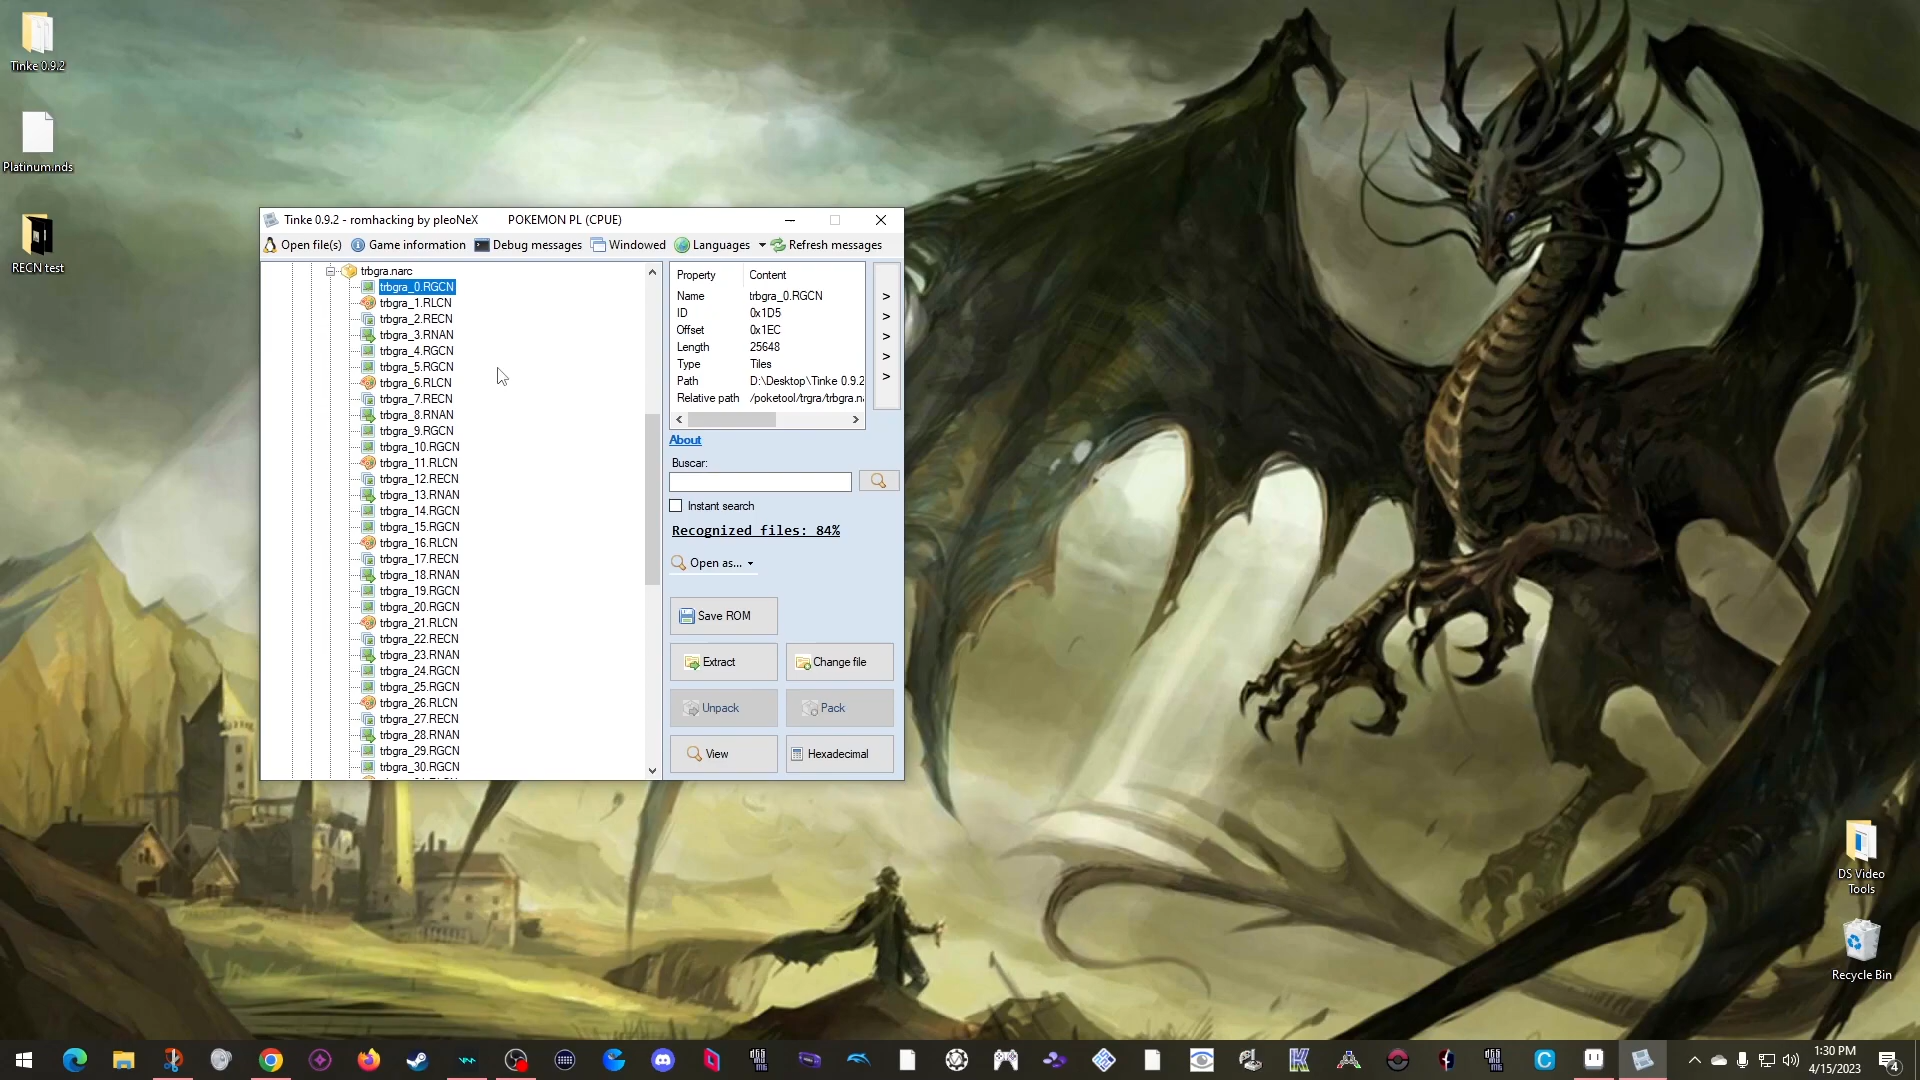 Tinke 0.9.2
Platinum.nds
RECN test
Tinke 0.9.2 - romhacking by pleoNeX POKEMON PL (CPUE)
Open file(s) Game information Debug messages Windowed Languages Refresh messages
trbgra.narc
trbgra_0.RGCN
trbgra_1.RLCN
trbgra_2.RECN
trbgra_3.RNAN
trbgra_4.RGCN
trbgra_5.RGCN
trbgra_6.RLCN
trbgra_7.RECN
trbgra_8.RNAN
trbgra_9.RGCN
trbgra_10.RGCN
trbgra_11.RLCN
trbgra_12.RECN
trbgra_13.RNAN
trbgra_14.RGCN
trbgra_15.RGCN
trbgra_16.RLCN
trbgra_17.RECN
trbgra_18.RNAN
trbgra_19.RGCN
trbgra_20.RGCN
trbgra_21.RLCN
trbgra_22.RECN
trbgra_23.RNAN
trbgra_24.RGCN
trbgra_25.RGCN
trbgra_26.RLCN
trbgra_27.RECN
trbgra_28.RNAN
trbgra_29.RGCN
trbgra_30.RGCN
Property Content
Name trbgra_0.RGCN
ID 0x1D5
Offset 0x1EC
Length 25648
Type Tiles
Path D:\Desktop\Tinke 0.9.2
Relative path /poketool/trgra/trbgra.na
>
>
>
>
>
About
Buscar:
Instant search
Recognized files: 84%
Open as...
Save ROM
Extract Change file
Unpack Pack
View Hexadecimal
DS Video
Tools
Recycle Bin
1:30 PM
4/15/2023
4